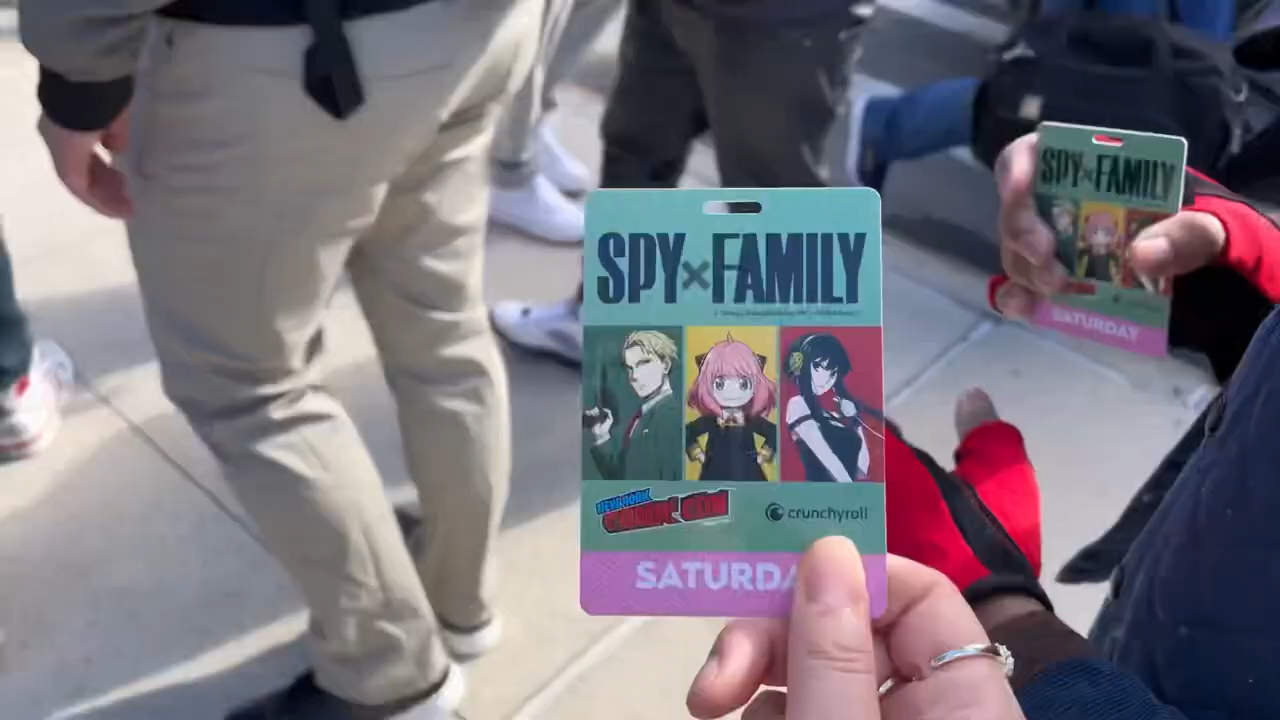 SPY×FAMILY
NEW YORK
COMIC CON
crunchyroll
SATURDA
SPY×FAMILY
SATURDAY